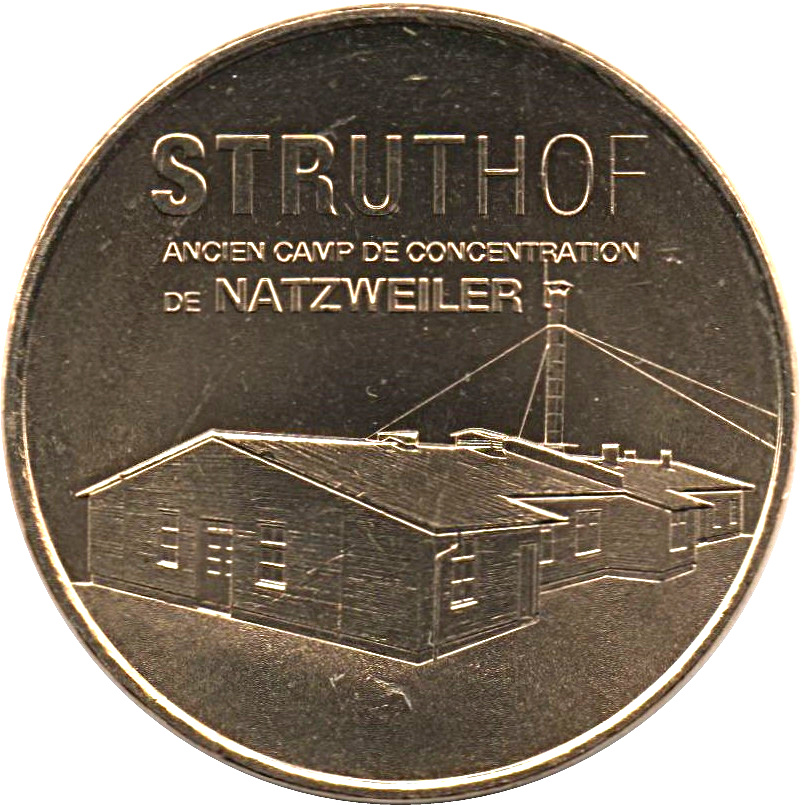 STRUTHOF
ANCIEN CAMP DE CONCENTRATION
DE NATZWEILER